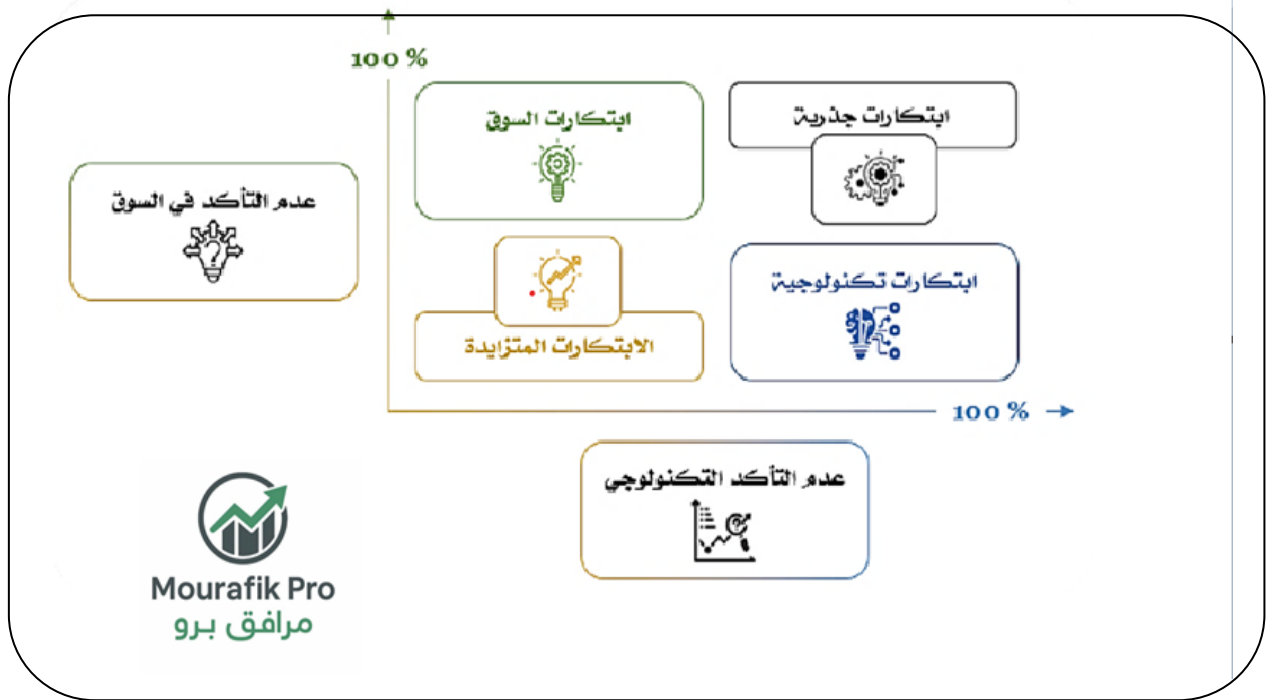 100 %
ابتكارات جذرية
ابتكارات السوق
عدم التأكد في السوق
ابتكارات تكنولوجية
الابتكارات المتزايدة
100 %
عدم التأكد التكنولوجي
Mourafik Pro
مرافق برو